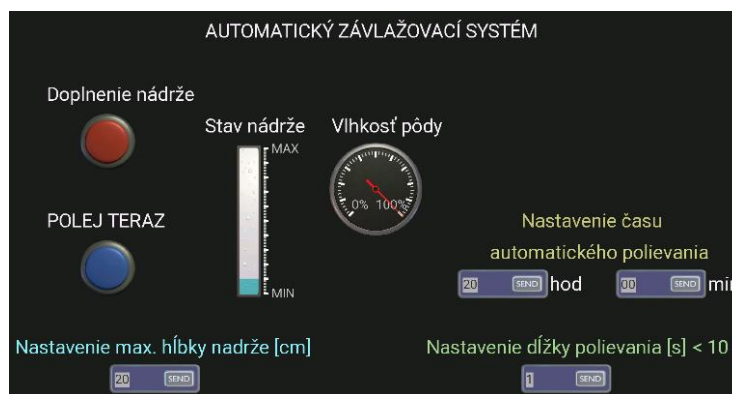 AUTOMATICKÝ ZÁVLAŽOVACÍ SYSTÉM
Doplnenie nádrže
Stav nádrže
Vlhkosť pôdy
MAX
0% 100%
POLEJ TERAZ
MIN
Nastavenie času
automatického polievania
20 SEND hod 00 SEND min
Nastavenie max. hĺbky nadrže [cm]
20 SEND
Nastavenie dĺžky polievania [s] < 10
1 SEND